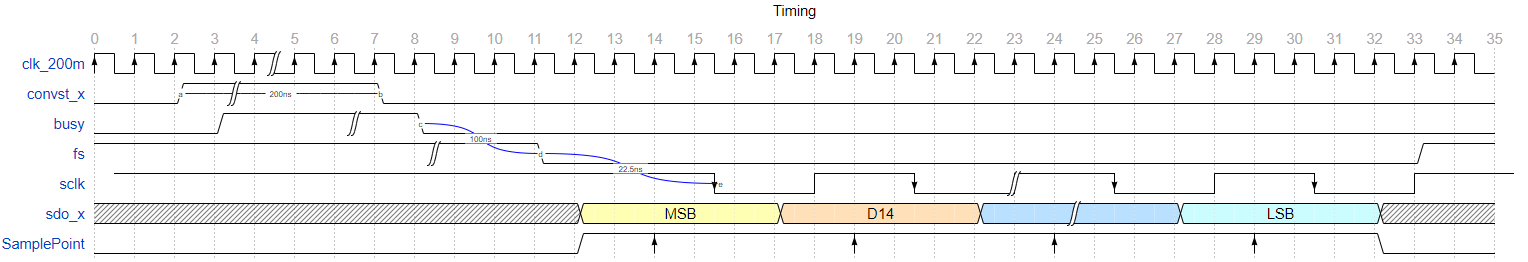 Timing
0 1 2 3 4 5 6 7 8 9 10 11 12 13 14 15 16 17 18 19 20 21 22 23 24 25 26 27 28 29 30 31 32 33 34 35
clk_200m
convst_x a 200ns b
busy c
100ns
fs d
22.5ns
sclk e
sdo_x MSB D14 LSB
SamplePoint